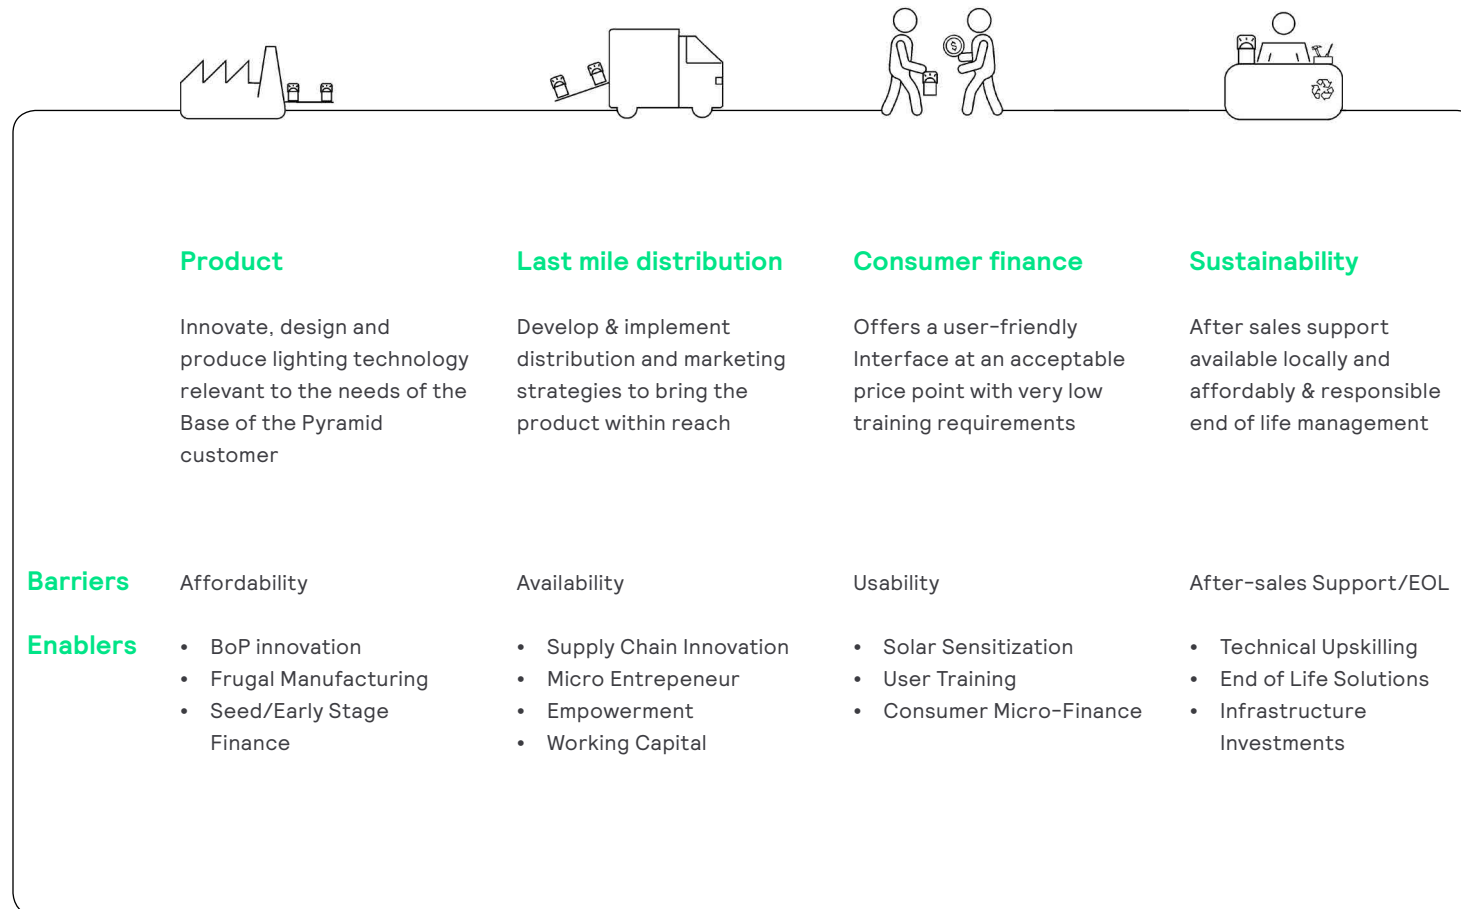 Product
Innovate, design and
produce lighting technology
relevant to the needs of the
Base of the Pyramid
customer
Last mile distribution
Develop & implement
distribution and marketing
strategies to bring the
product within reach
Consumer finance
Offers a user-friendly
Interface at an acceptable
price point with very low
training requirements
Sustainability
After sales support
available locally and
affordably & responsible
end of life management
Barriers
Affordability
Availability
Usability
After-sales Support/EOL
Enablers
• BoP innovation
• Frugal Manufacturing
• Seed/Early Stage
Finance
• Supply Chain Innovation
• Micro Entrepeneur
• Empowerment
• Working Capital
• Solar Sensitization
• User Training
• Consumer Micro-Finance
• Technical Upskilling
• End of Life Solutions
• Infrastructure
Investments
$